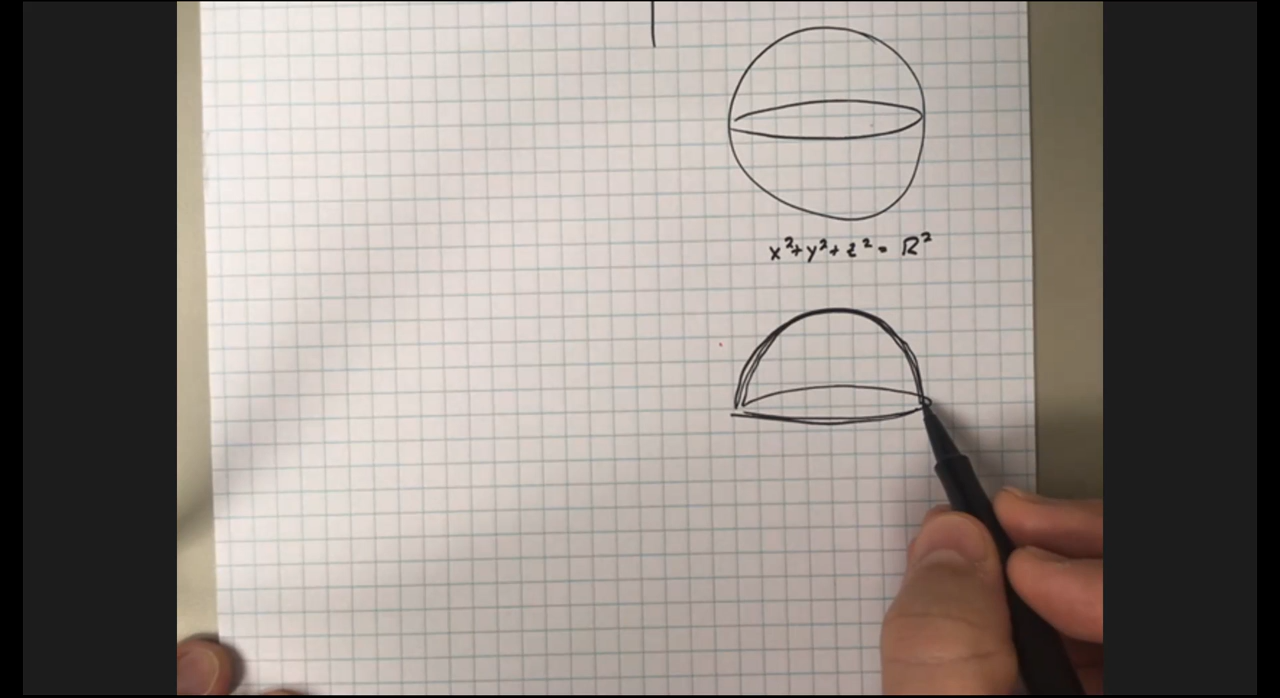 x²+y²+z² = R²